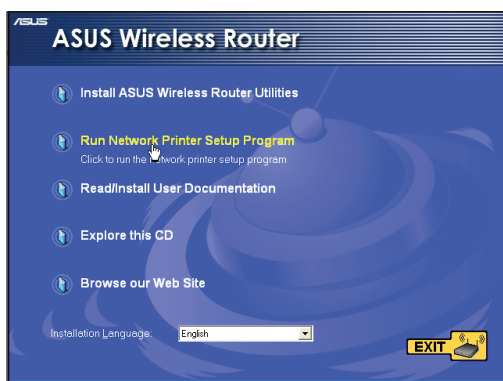 ASUS
ASUS Wireless Router
Install ASUS Wireless Router Utilities
Run Network Printer Setup Program
Click to run the network printer setup program
Read/Install User Documentation
Explore this CD
Browse our Web Site
Installation Language: English
EXIT